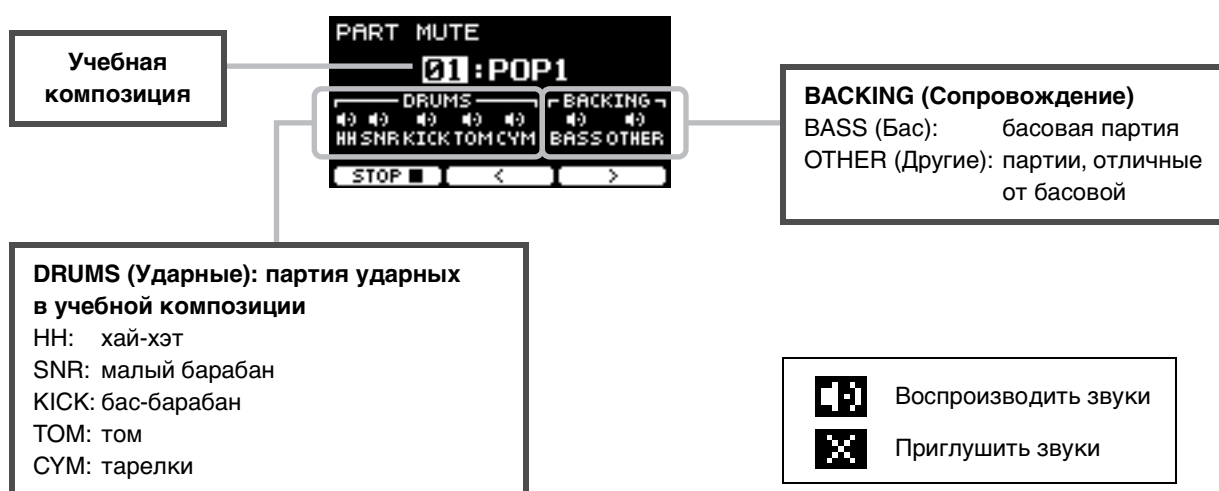 Учебная
композиция
PART MUTE
01:POP1
DRUMS BACKING
HH SNR KICK TOM CYM BASS OTHER
STOP ■ < >
BACKING (Сопровождение)
BASS (Бас): басовая партия
OTHER (Другие): партии, отличные
от басовой
DRUMS (Ударные): партия ударных
в учебной композиции
HH: хай-хэт
SNR: малый барабан
KICK: бас-барабан
TOM: том
CYM: тарелки
Воспроизводить звуки
Приглушить звуки